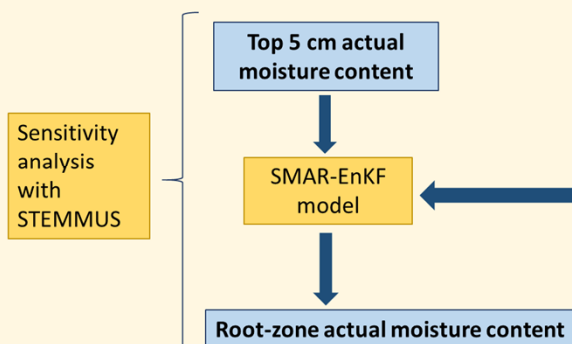 Top 5 cm actual
moisture content
Sensitivity
analysis
with
STEMMUS
SMAR-EnKF
model
Root-zone actual moisture content